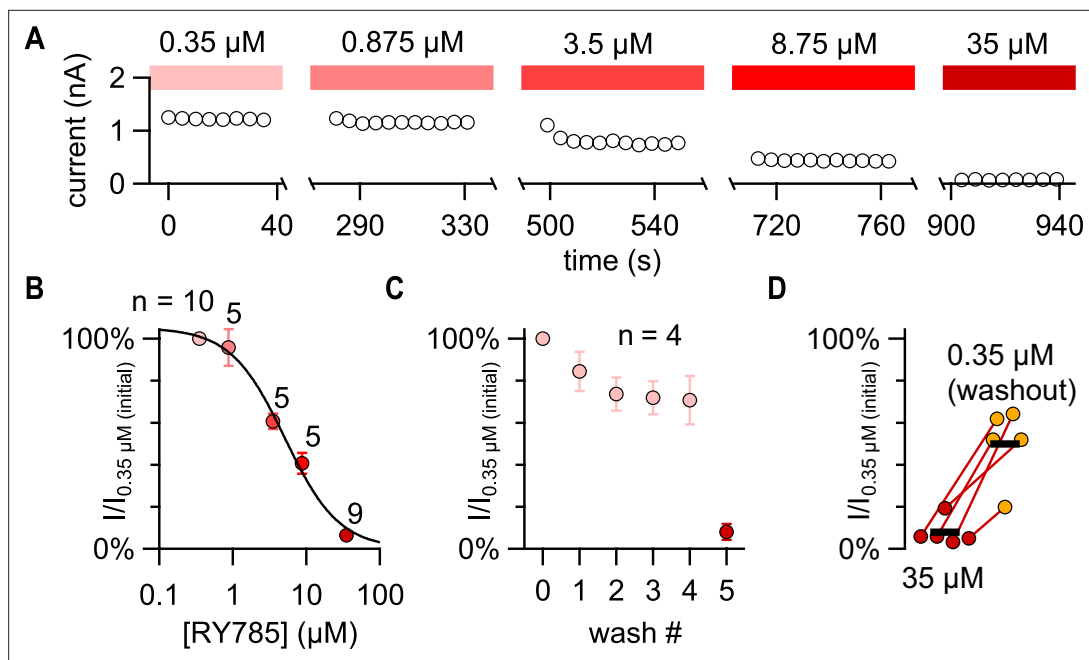 A
0.35 µM 0.875 µM 3.5 µM 8.75 µM 35 µM
current (nA)
2
1
0
0 40 290 330 500 540 720 760 900 940
time (s)
B
n = 10 5 5 5 9
100%
0%
I/I0.35 µM (initial)
0.1 1 10 100
[RY785] (µM)
C
n = 4
100%
0%
I/I0.35 µM (initial)
0 1 2 3 4 5
wash #
D
0.35 µM
(washout)
100%
0%
I/I0.35 µM (initial)
35 µM